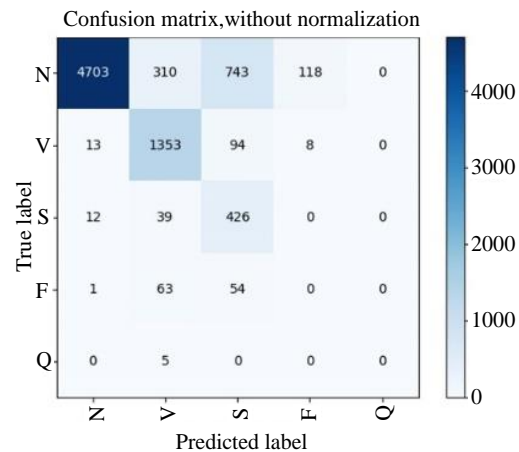 Confusion matrix,without normalization
N 4703 310 743 118 0
V 13 1353 94 8 0
S 12 39 426 0 0
F 1 63 54 0 0
Q 0 5 0 0 0
N V S F Q
True label
Predicted label
4000
3000
2000
1000
0